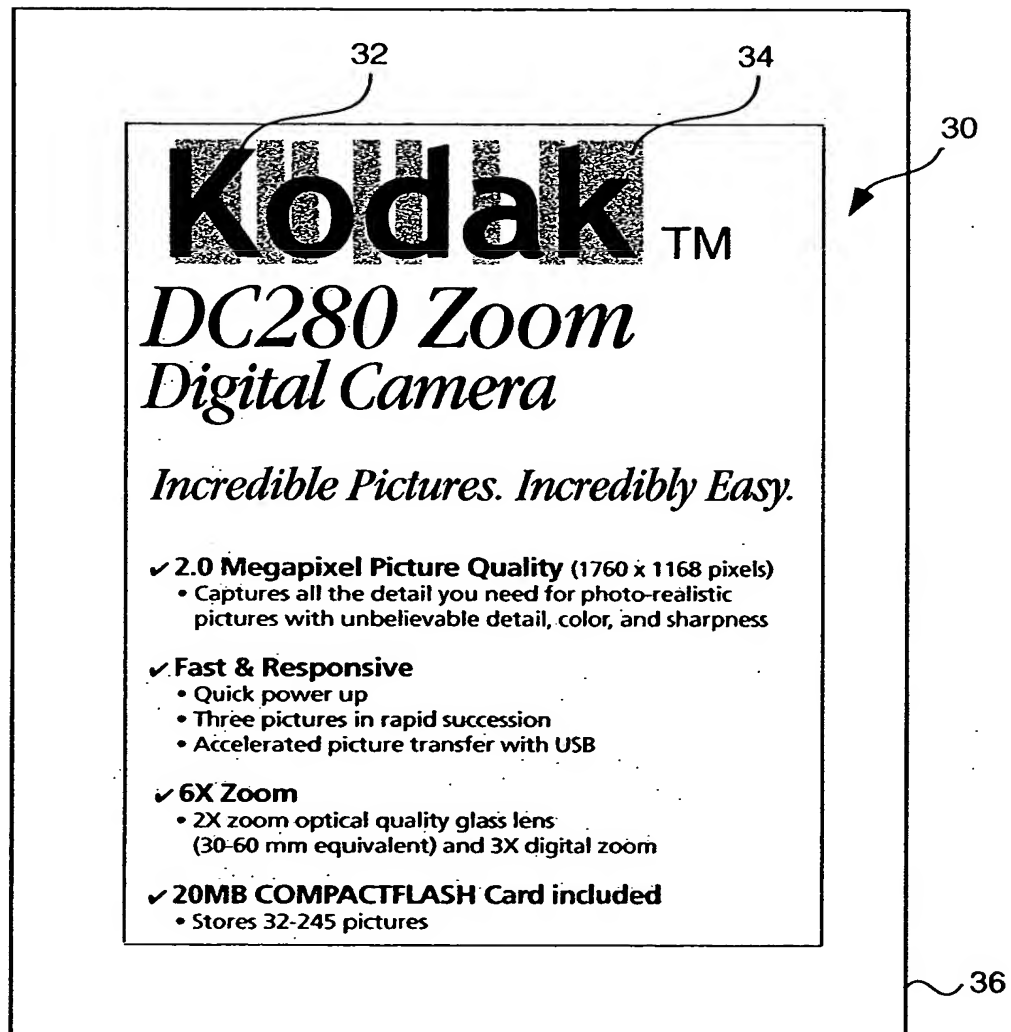 32
34
30
Kodak TM
DC280 Zoom
Digital Camera
Incredible Pictures. Incredibly Easy.
✓ 2.0 Megapixel Picture Quality (1760 x 1168 pixels)
• Captures all the detail you need for photo-realistic
pictures with unbelievable detail, color, and sharpness
✓ Fast & Responsive
• Quick power up
• Three pictures in rapid succession
• Accelerated picture transfer with USB
✓ 6X Zoom
• 2X zoom optical quality glass lens
(30-60 mm equivalent) and 3X digital zoom
✓ 20MB COMPACTFLASH Card included
• Stores 32-245 pictures
36